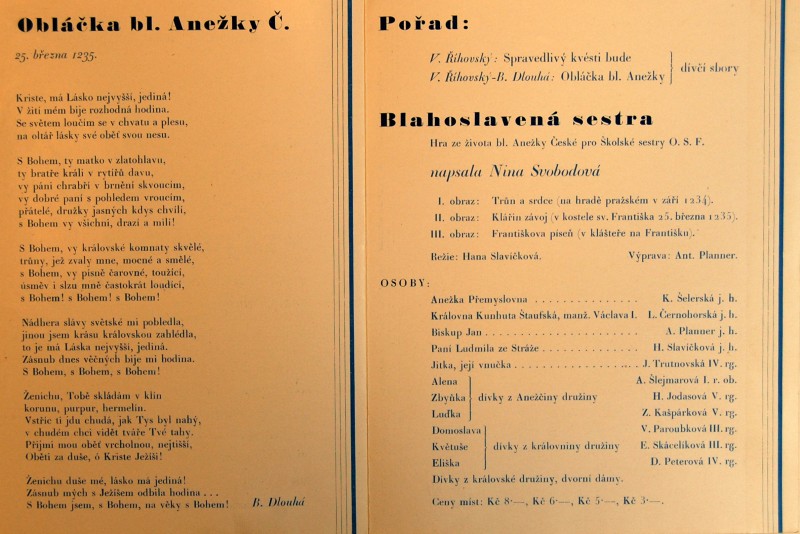 Obláčka bl. Anežky Č.
25. března 1235.
Kriste, má Lásko nejvyšší, jediná!
V žití mém bije rozhodná hodina.
Se světem loučím se v chvatu a plesu,
na oltář lásky své oběť svou nesu.
S Bohem, ty matko v zlatohlavu,
ty bratře králi v rytířů davu,
vy páni chrabří v brnění skvoucím,
vy dobré paní s pohledem vroucím,
přátelé, družky jasných kdys chvílí,
s Bohem vy všichni, drazí a milí!
S Bohem, vy královské komnaty skvělé,
trůny, jež zvaly mne, mocné a smělé,
s Bohem, vy písně čarovné, toužící,
úsměv i slzu mně častokrát loudící,
s Bohem! S Bohem! S Bohem!
Nádhera slávy světské mi pobledla,
jinou jsem krásu královskou zahlédla,
to je má Láska nejvyšší, jediná.
Zásnub dnes věčných bije mi hodina.
S Bohem, s Bohem, s Bohem!
Ženichu, Tobě skládám v klín
korunu, purpur, hermelín.
Vstříc ti jdu chudá, jak Tys byl nahý,
v chudém chci vidět tváře Tvé tahy.
Přijmi mou oběť vrcholnou, nejtišší,
Oběti za duše, ó Kriste Ježíši!
Ženichu duše mé, lásko má jediná!
Zásnub mých s Ježíšem odbila hodina . . .
S Bohem jsem, s Bohem, na věky s Bohem! B. Dlouhá
Pořad:
V. Říhovský: Spravedlivý kvésti bude
V. Říhovský-B. Dlouhá: Obláčka bl. Anežky
dívčí sbory
Blahoslavená sestra
Hra ze života bl. Anežky České pro Školské sestry O. S. F.
napsala Nina Svobodová
I. obraz: Trůn a srdce (na hradě pražském v září 1234).
II. obraz: Klářin závoj (v kostele sv. Františka 25. března 1235).
III. obraz: Františkova píseň (v klášteře na Františku).
Režie: Hana Slavíčková. Výprava: Ant. Planner.
OSOBY:
Anežka Přemyslovna . . . . . . . . . . . . . . K. Šelerská j. h.
Královna Kunhuta Štaufská, manž. Václava I. L. Černohorská j. h.
Biskup Jan . . . . . . . . . . . . . . . . . . . . A. Planner j. h.
Paní Ludmila ze Stráže . . . . . . . . . . . . . H. Slavíčková j. h.
Jitka, její vnučka . . . . . . . . . . . . . . . . J. Trutnovská IV. rg.
Alena A. Šlejmarová I. r. ob.
Zbyňka dívky z Anežčiny družiny H. Jodasová V. rg.
Luďka Z. Kašpárková V. rg.
Domoslava V. Paroubková III. rg.
Květuše dívky z královniny družiny E. Skácelíková III. rg.
Eliška D. Peterová IV. rg.
Dívky z královské družiny, dvorní dámy.
Ceny míst: Kč 8·—, Kč 6·—, Kč 5·—, Kč 3·—.